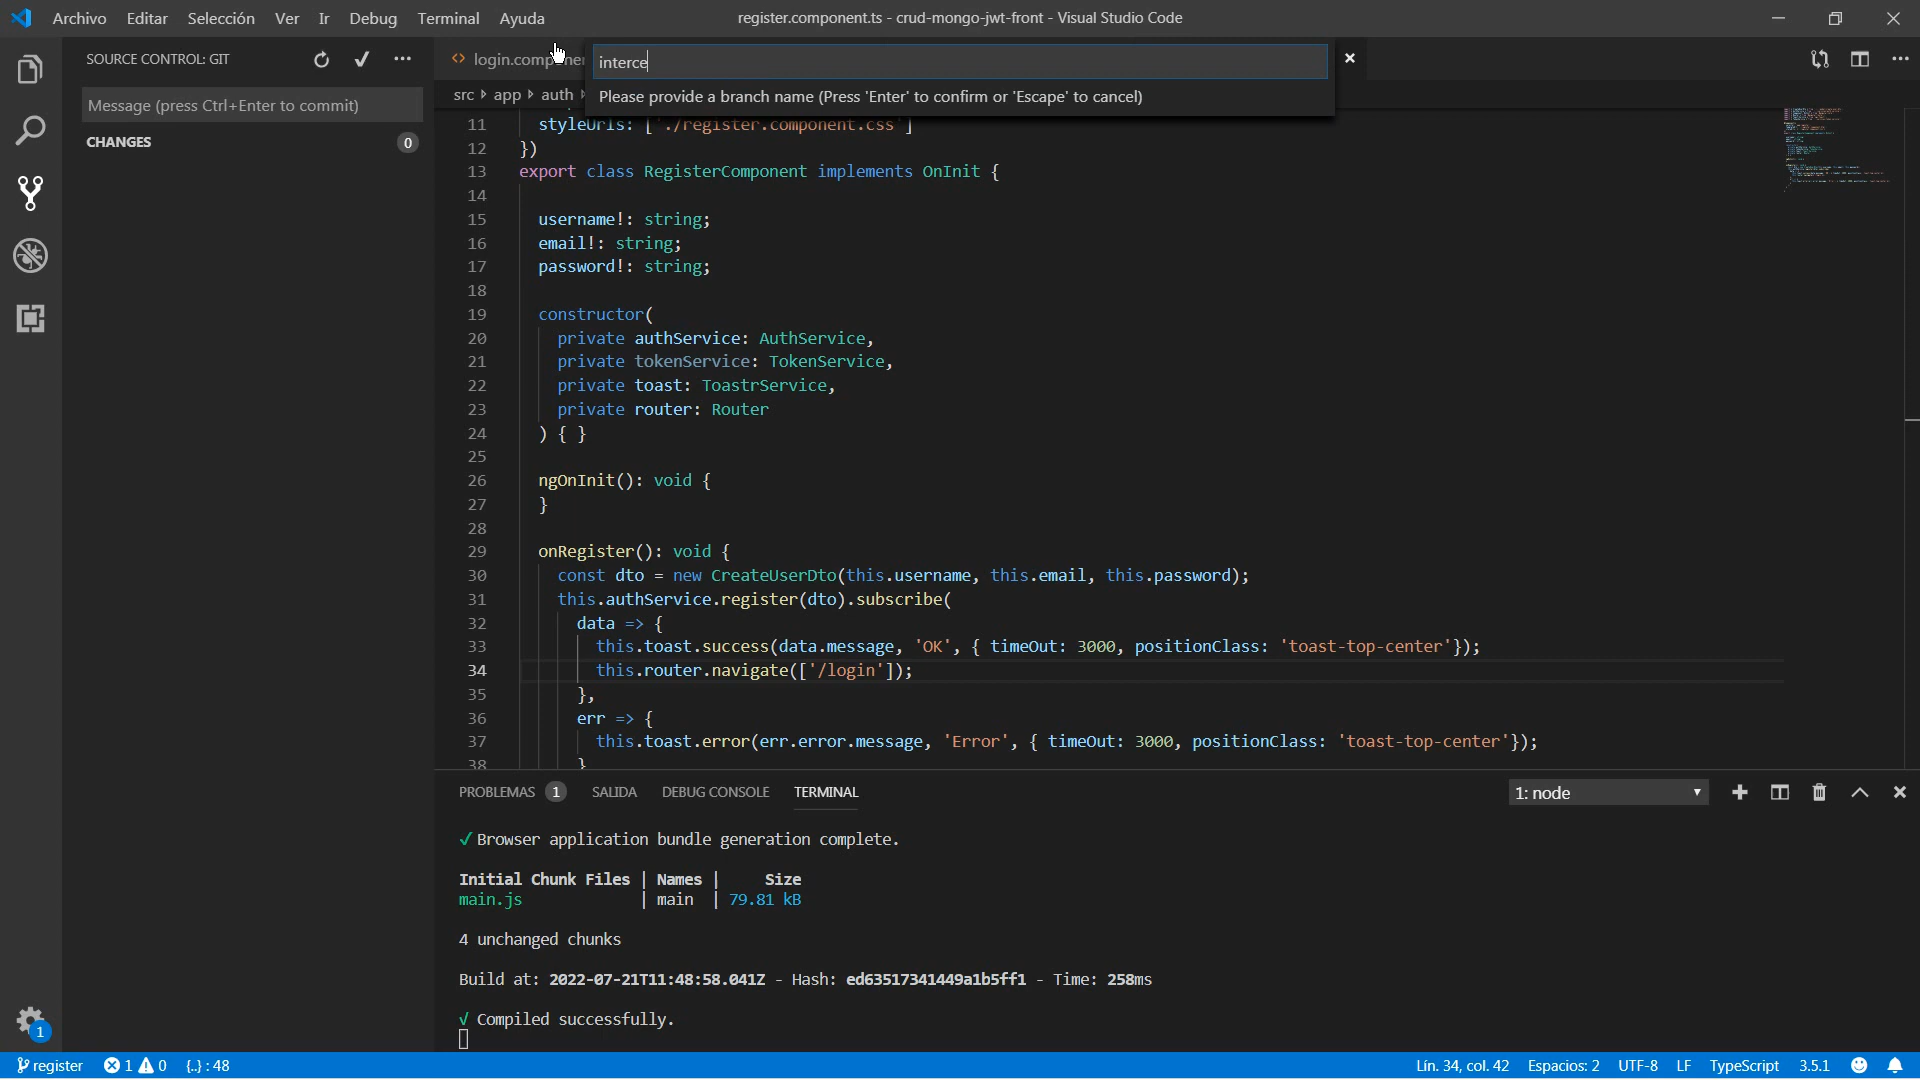 Archivo Editar Selección Ver Ir Debug Terminal Ayuda
register.component.ts - crud-mongo-jwt-front - Visual Studio Code
SOURCE CONTROL: GIT
Message (press Ctrl+Enter to commit)
CHANGES 0
interce
Please provide a branch name (Press 'Enter' to confirm or 'Escape' to cancel)
src app auth
11 styleUrls: ['./register.component.css']
12 })
13 export class RegisterComponent implements OnInit {
14
15 username!: string;
16 email!: string;
17 password!: string;
18
19 constructor(
20 private authService: AuthService,
21 private tokenService: TokenService,
22 private toast: ToastrService,
23 private router: Router
24 ) { }
25
26 ngOnInit(): void {
27 }
28
29 onRegister(): void {
30 const dto = new CreateUserDto(this.username, this.email, this.password);
31 this.authService.register(dto).subscribe(
32 data => {
33 this.toast.success(data.message, 'OK', { timeOut: 3000, positionClass: 'toast-top-center'});
34 this.router.navigate(['/login']);
35 },
36 err => {
37 this.toast.error(err.error.message, 'Error', { timeOut: 3000, positionClass: 'toast-top-center'});
38 }
PROBLEMAS 1 SALIDA DEBUG CONSOLE TERMINAL
1: node
√ Browser application bundle generation complete.
Initial Chunk Files | Names | Size
main.js | main | 79.81 kB
4 unchanged chunks
Build at: 2022-07-21T11:48:58.041Z - Hash: ed63517341449a1b5ff1 - Time: 258ms
√ Compiled successfully.
1
register 1 0 {..} : 48
Lín. 34, col. 42 Espacios: 2 UTF-8 LF TypeScript 3.5.1